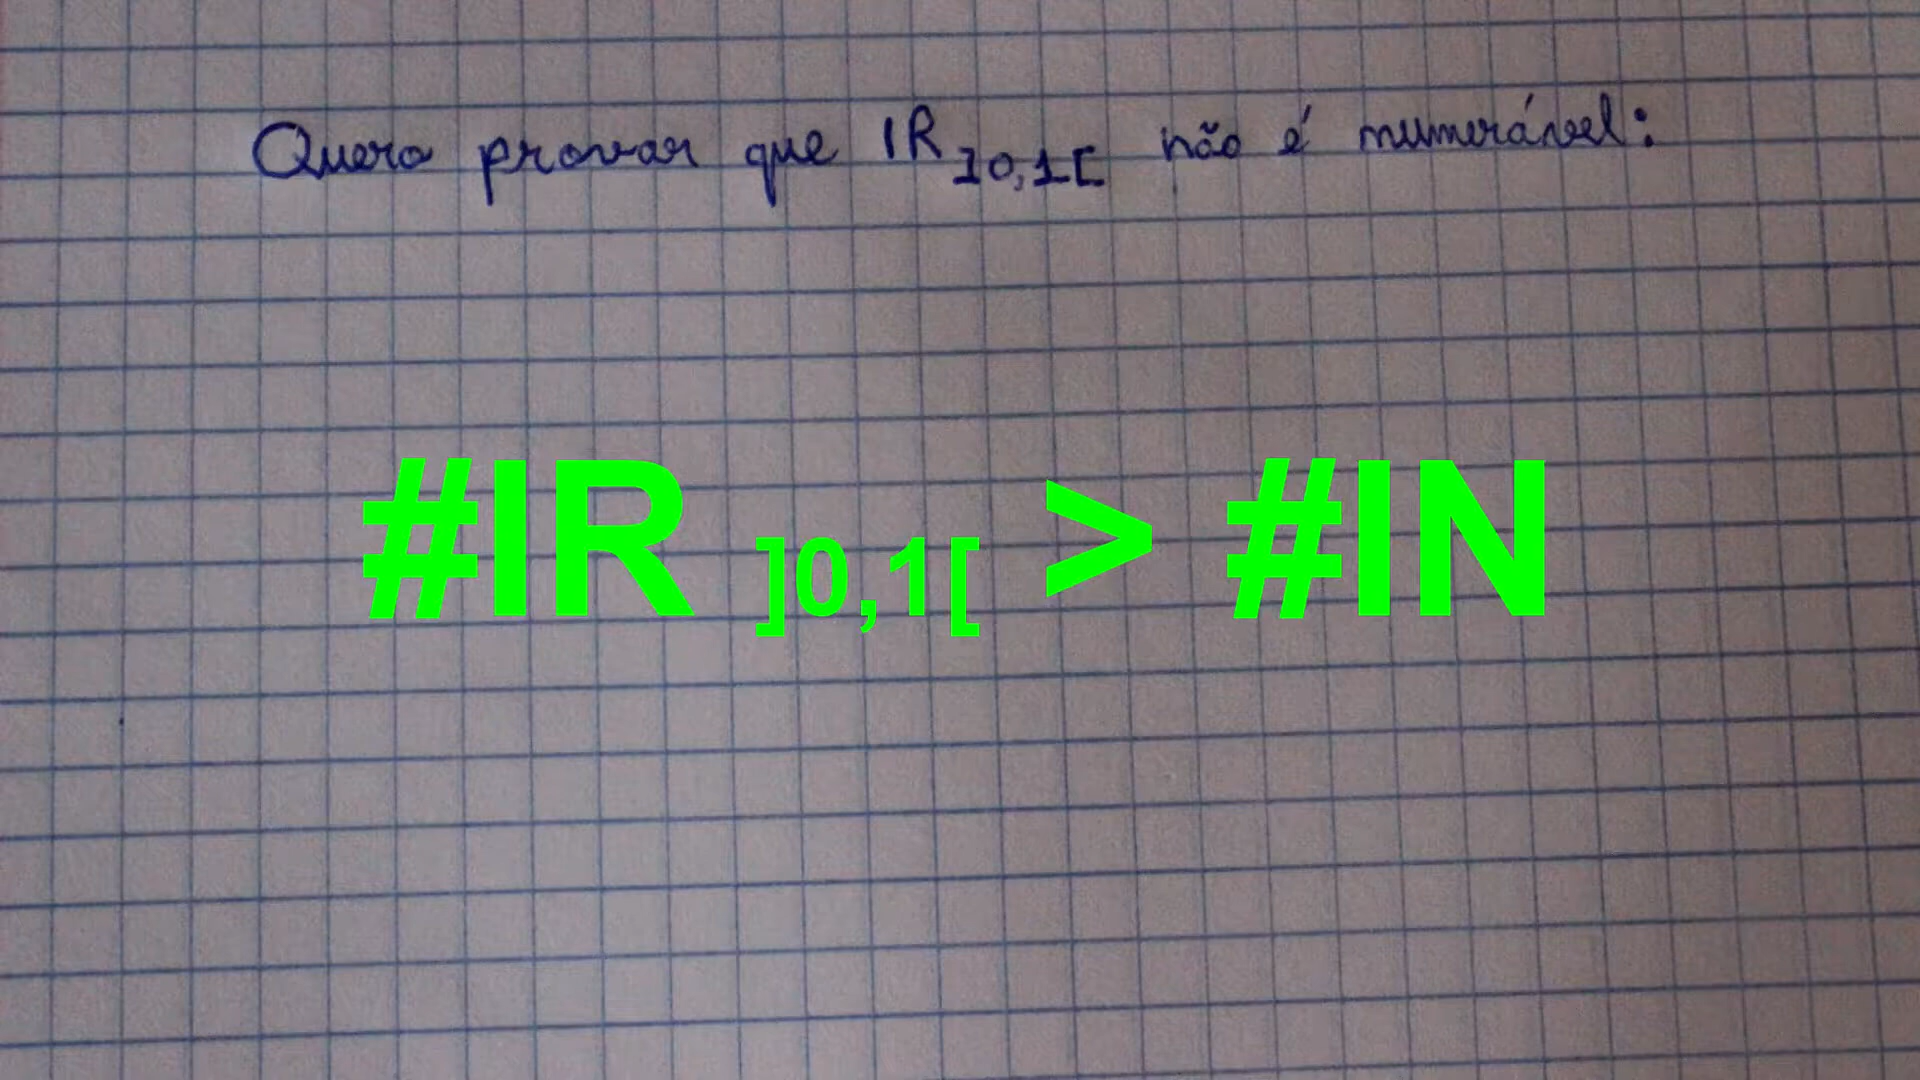 Quero provar que IR ]0,1[ não é numerável:
#IR ]0,1[ > #IN